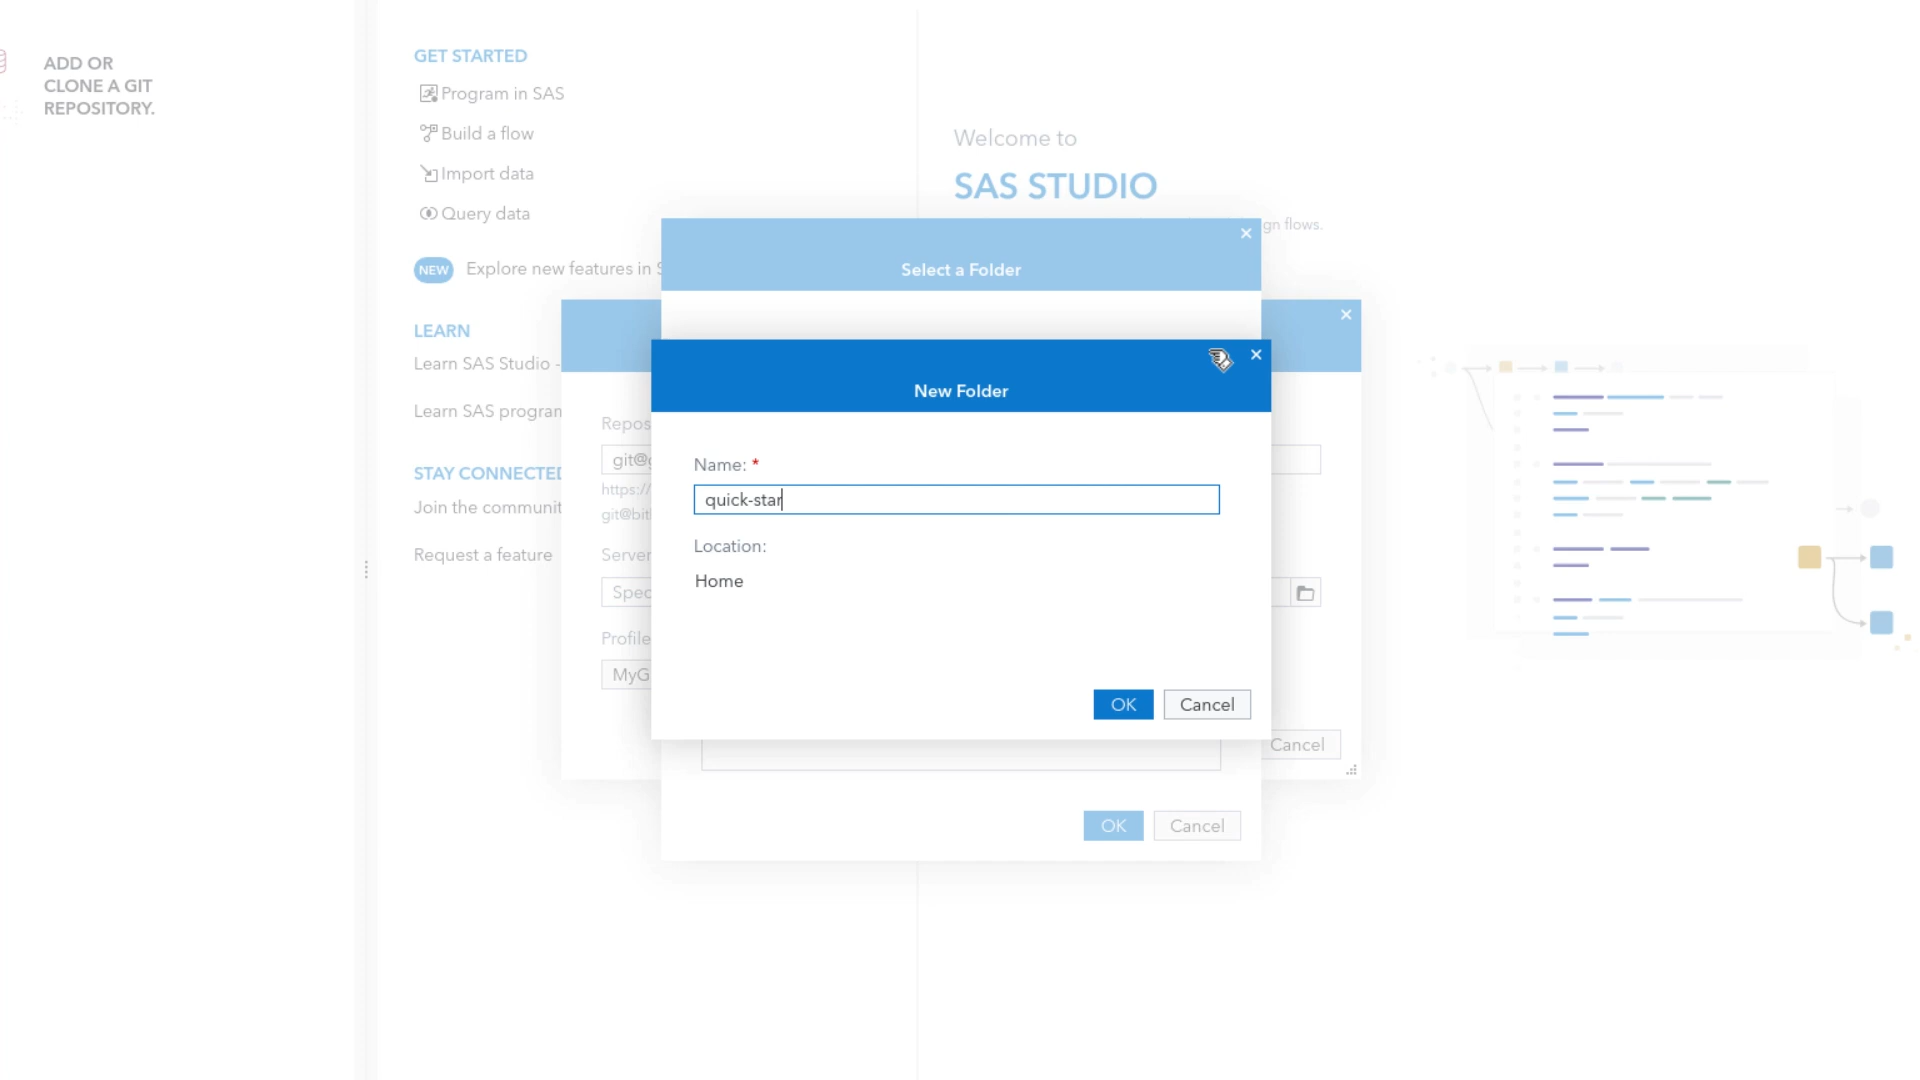 ADD OR
CLONE A GIT
REPOSITORY.
GET STARTED
Program in SAS
Build a flow
Import data
Query data
NEW Explore new features in S
LEARN
Learn SAS Studio -
Learn SAS program
STAY CONNECTED
Join the communit
Request a feature
Welcome to
SAS STUDIO
gn flows.
Select a Folder
Repos
git@g
https://
git@bit
Server
Spec
Profile
MyG
Cancel
New Folder
Name: *
quick-star
Location:
Home
OK Cancel
OK Cancel